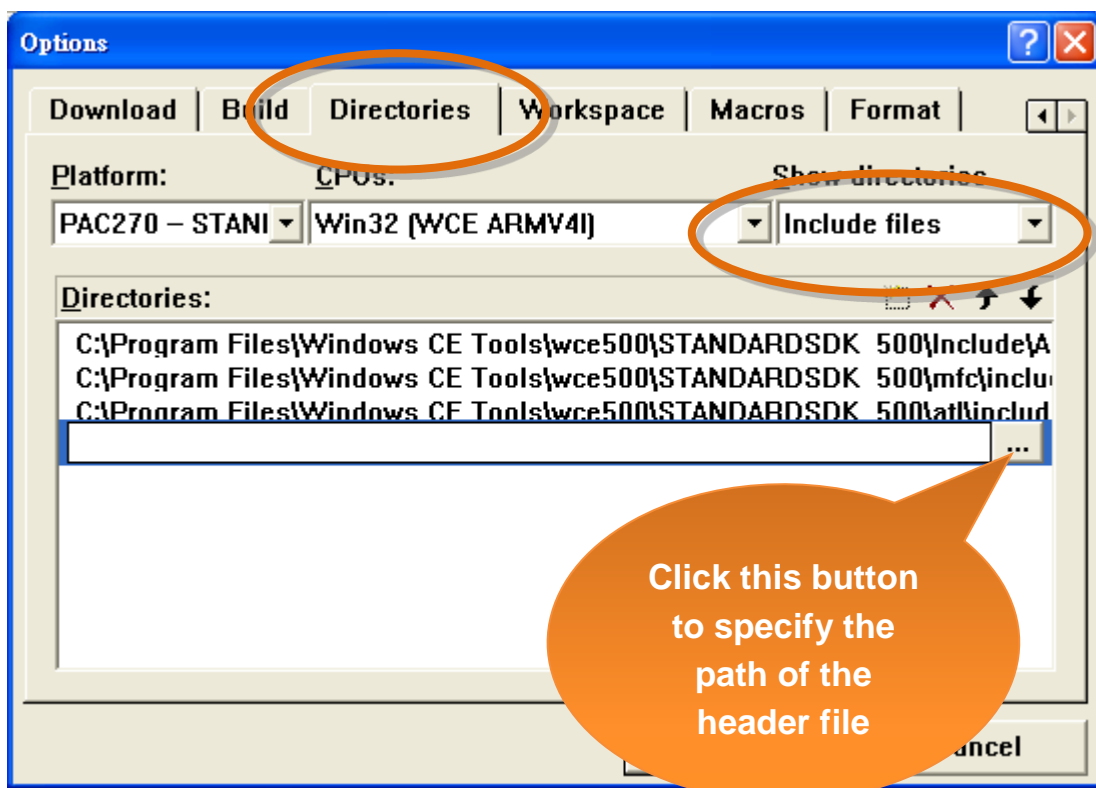 Options
Download Build Directories Workspace Macros Format
Platform: CPUs: Show directories
PAC270 – STANI Win32 (WCE ARMV4I) Include files
Directories:
C:\Program Files\Windows CE Tools\wce500\STANDARDSDK_500\Include\A
C:\Program Files\Windows CE Tools\wce500\STANDARDSDK_500\mfc\inclu
C:\Program Files\Windows CE Tools\wce500\STANDARDSDK_500\atl\includ
...
Click this button
to specify the
path of the
header file
ancel